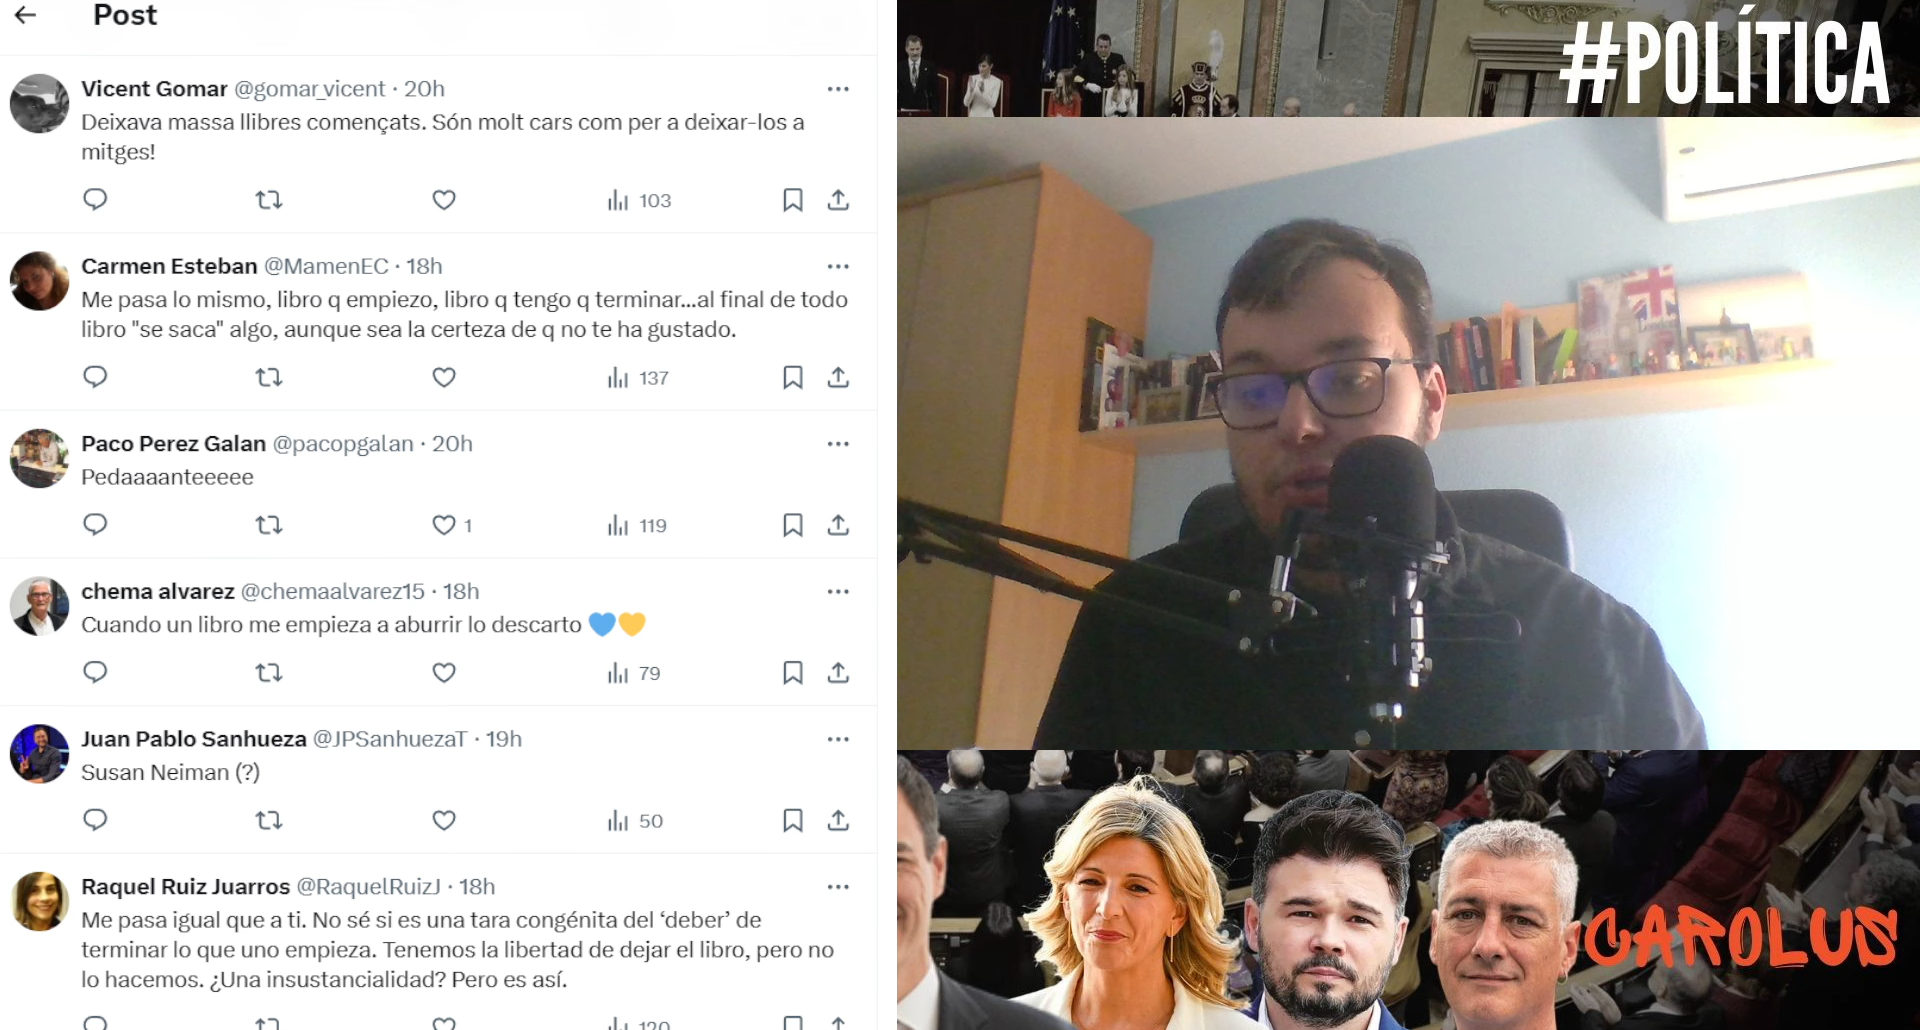 Post
Vicent Gomar @gomar_vicent · 20h
Deixava massa llibres començats. Són molt cars com per a deixar-los a
mitges!
103
Carmen Esteban @MamenEC · 18h
Me pasa lo mismo, libro q empiezo, libro q tengo q terminar...al final de todo
libro "se saca" algo, aunque sea la certeza de q no te ha gustado.
137
Paco Perez Galan @pacopgalan · 20h
Pedaaaanteeeee
1 119
chema alvarez @chemaalvarez15 · 18h
Cuando un libro me empieza a aburrir lo descarto 💙💛
79
Juan Pablo Sanhueza @JPSanhuezaT · 19h
Susan Neiman (?)
50
Raquel Ruiz Juarros @RaquelRuizJ · 18h
Me pasa igual que a ti. No sé si es una tara congénita del ‘deber’ de
terminar lo que uno empieza. Tenemos la libertad de dejar el libro, pero no
lo hacemos. ¿Una insustancialidad? Pero es así.
120
#POLÍTICA
CAROLUS